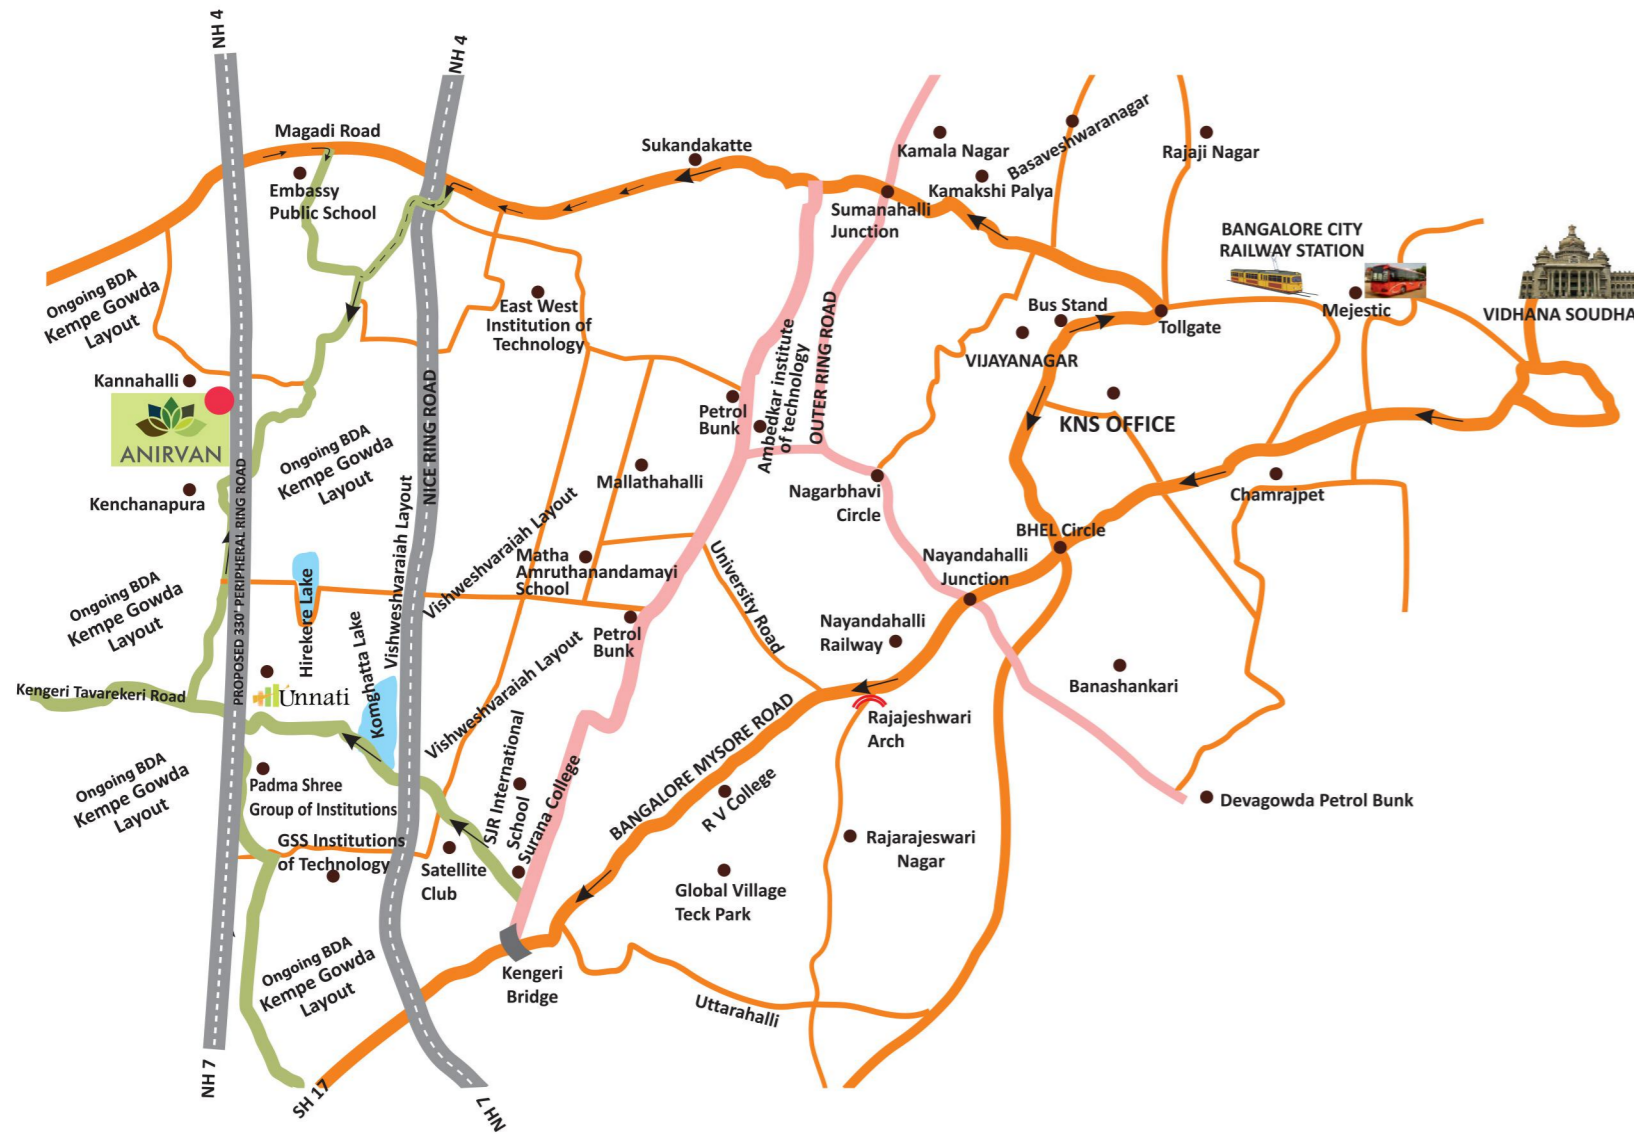 NH 4
NH 4
Magadi Road
Embassy
Public School
Sukandakatte
Kamala Nagar
Kamakshi Palya
Basaveshwaranagar
Rajaji Nagar
Sumanahalli
Junction
BANGALORE CITY
RAILWAY STATION
Mejestic
VIDHANA SOUDHA
Bus Stand
Tollgate
VIJAYANAGAR
KNS OFFICE
Ongoing BDA
Kempe Gowda
Layout
East West
Institution of
Technology
Kannahalli
ANIRVAN
Kenchanapura
Ongoing BDA
Kempe Gowda
Layout
NICE RING ROAD
PROPOSED 330' PERIPHERAL RING ROAD
Petrol
Bunk
Ambedkar institute
of technology
OUTER RING ROAD
Mallathahalli
Nagarbhavi
Circle
Chamrajpet
BHEL Circle
Nayandahalli
Junction
Vishweshvaraiah Layout
Vishweshvaraiah Layout
Matha
Amruthanandamayi
School
University Road
Ongoing BDA
Kempe Gowda
Layout
Hirekere Lake
Komghatta Lake
Petrol
Bunk
Nayandahalli
Railway
Banashankari
Kengeri Tavarekeri Road
Unnati
Vishweshvaraiah Layout
Rajajeshwari
Arch
BANGALORE MYSORE ROAD
R V College
SJR International
School
Surana College
Ongoing BDA
Kempe Gowda
Layout
Padma Shree
Group of Institutions
GSS Institutions
of Technology
Satellite
Club
Devagowda Petrol Bunk
Rajarajeswari
Nagar
Global Village
Teck Park
Ongoing BDA
Kempe Gowda
Layout
Kengeri
Bridge
Uttarahalli
NH 7
SH 17
NH 7